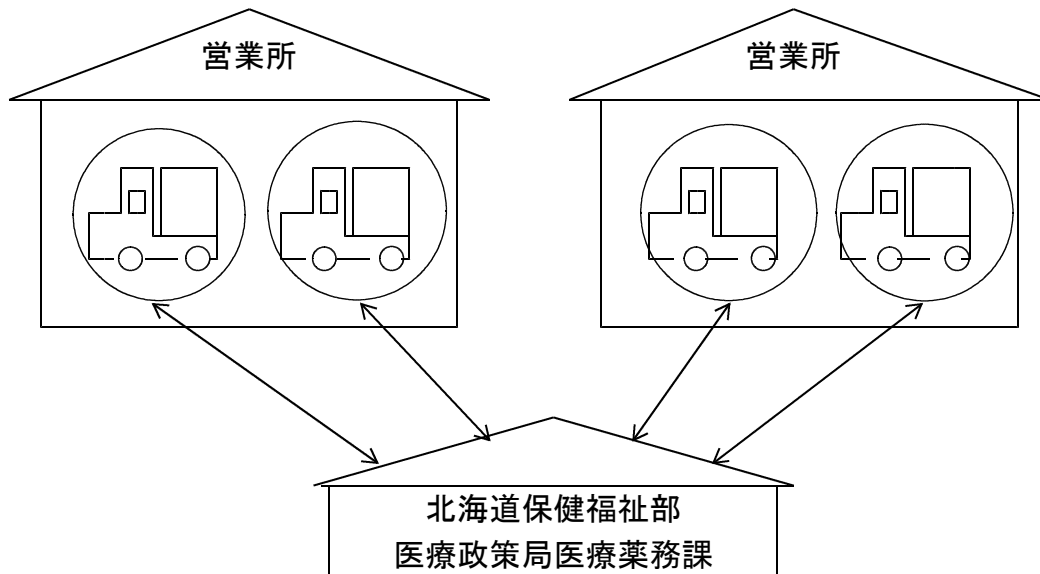 営業所
営業所
北海道保健福祉部
医療政策局医療薬務課